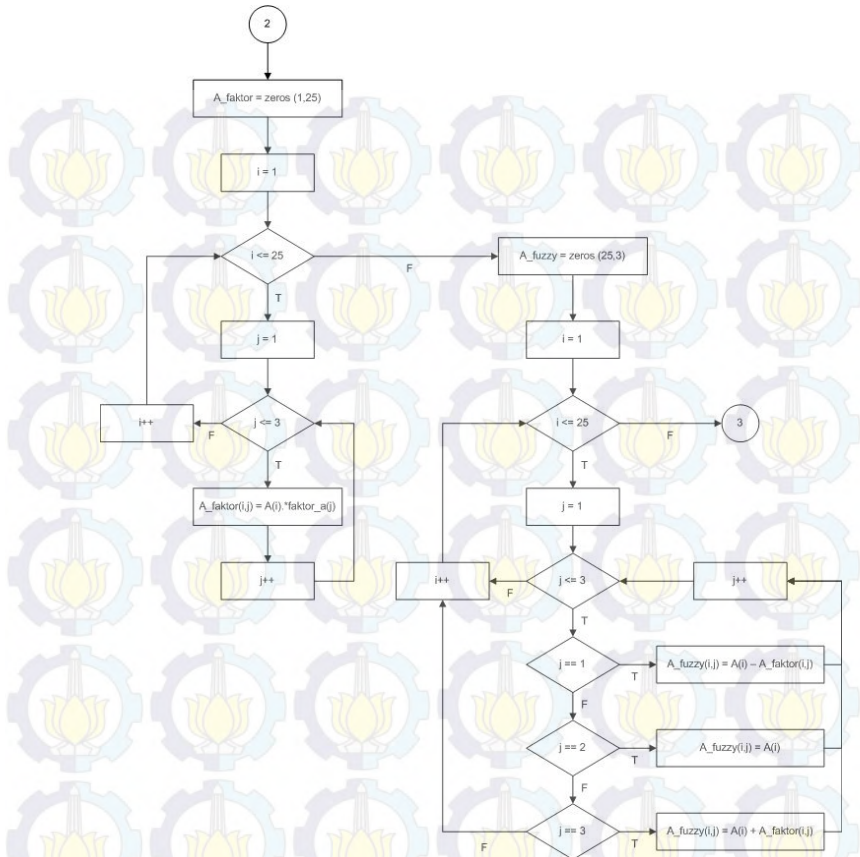 2
A_faktor = zeros (1,25)
i = 1
i <= 25
F
T
j = 1
j <= 3
F
i++
T
A_faktor(i,j) = A(i).*faktor_a(j)
j++
A_fuzzy = zeros (25,3)
i = 1
i <= 25
F
3
T
j = 1
j <= 3
F
i++
j++
T
j == 1
T
A_fuzzy(i,j) = A(i) – A_faktor(i,j)
F
j == 2
T
A_fuzzy(i,j) = A(i)
F
j == 3
F
T
A_fuzzy(i,j) = A(i) + A_faktor(i,j)